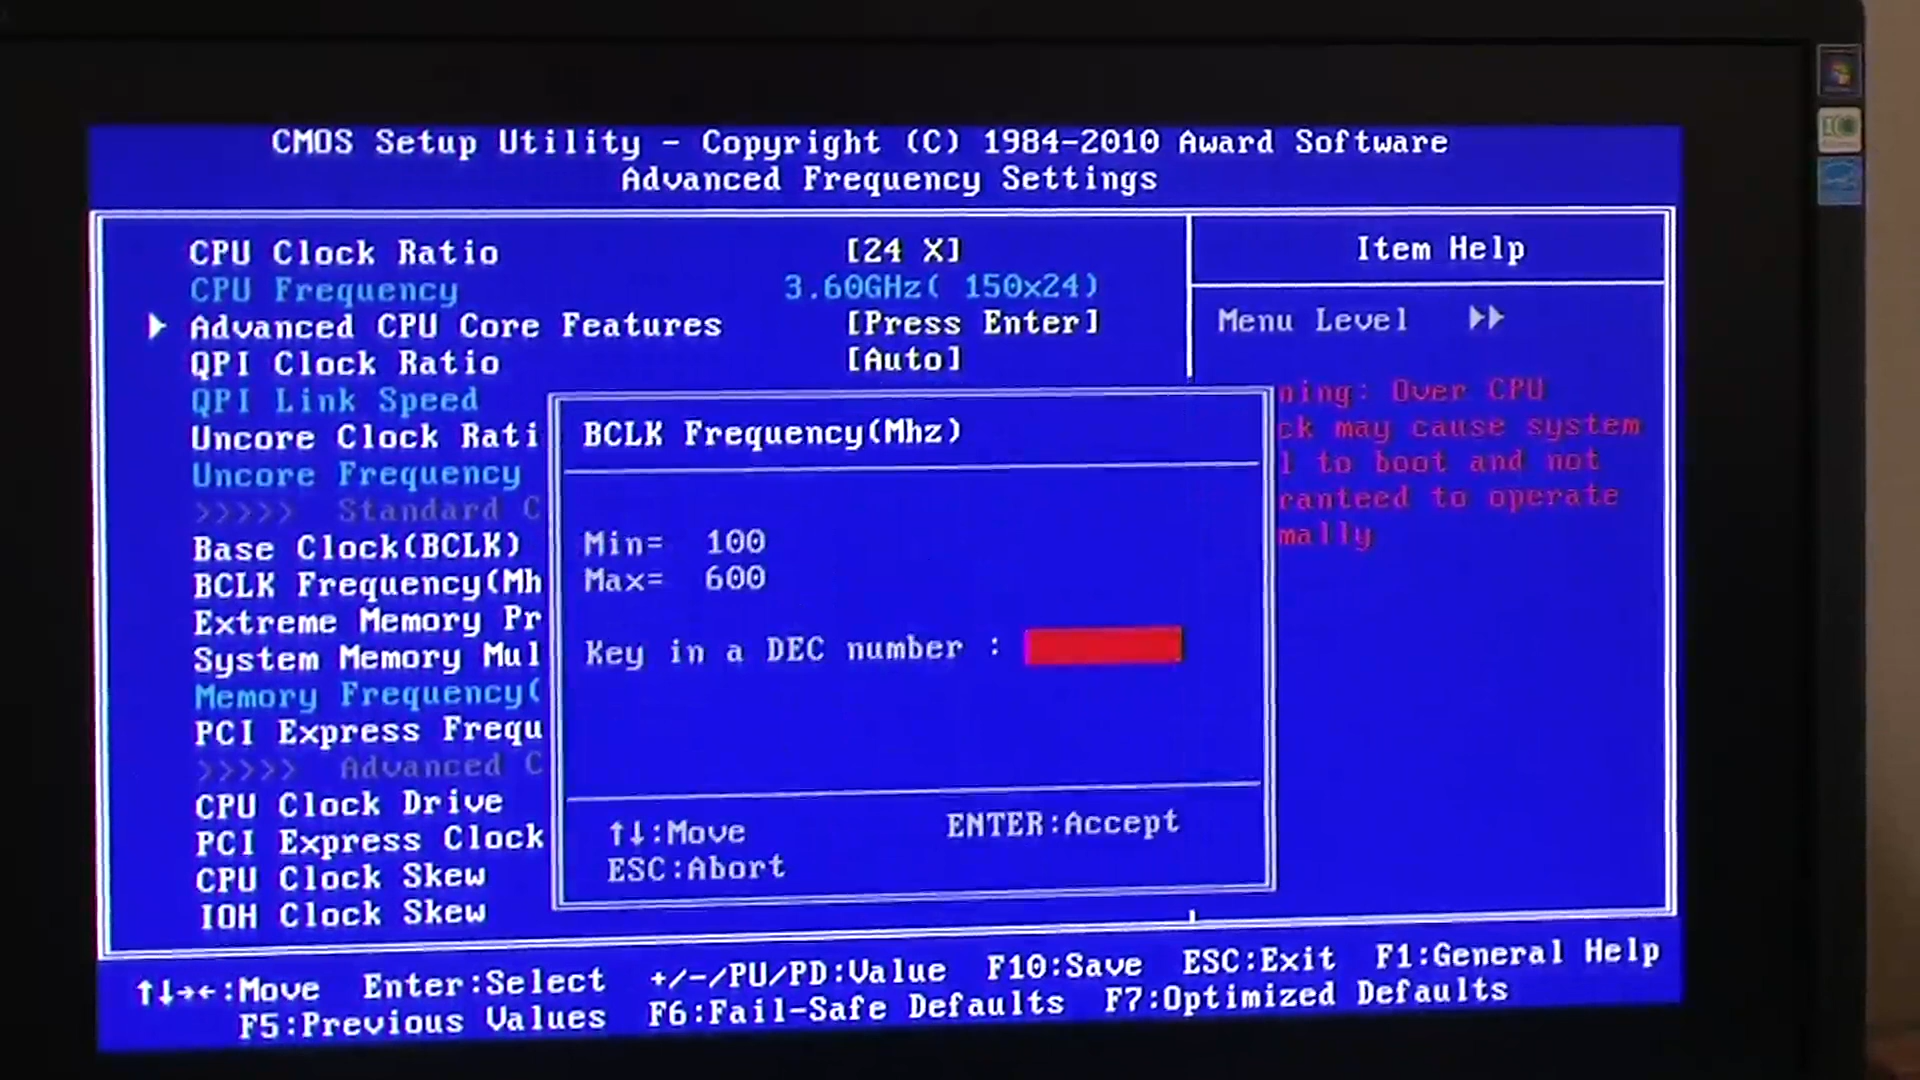 CMOS Setup Utility - Copyright (C) 1984-2010 Award Software
Advanced Frequency Settings
CPU Clock Ratio [24 X]
CPU Frequency 3.60GHz( 150x24)
Advanced CPU Core Features [Press Enter]
QPI Clock Ratio [Auto]
QPI Link Speed
Uncore Clock Rati
Uncore Frequency
>>>>> Standard C
Base Clock(BCLK)
BCLK Frequency(Mh
Extreme Memory Pr
System Memory Mul
Memory Frequency(
PCI Express Frequ
>>>>> Advanced C
CPU Clock Drive
PCI Express Clock
CPU Clock Skew
IOH Clock Skew
BCLK Frequency(Mhz)
Min= 100
Max= 600
Key in a DEC number :
↑↓:Move ENTER:Accept
ESC:Abort
Item Help
Menu Level ▶▶
ning: Over CPU
ck may cause system
l to boot and not
ranteed to operate
mally
↑↓→←:Move Enter:Select +/-/PU/PD:Value F10:Save ESC:Exit F1:General Help
F5:Previous Values F6:Fail-Safe Defaults F7:Optimized Defaults